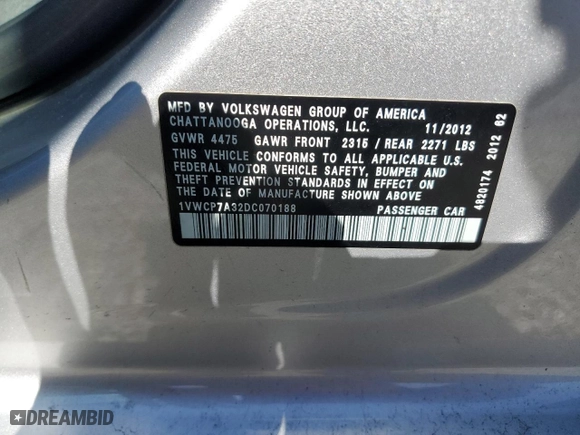 MFD BY VOLKSWAGEN GROUP OF AMERICA
CHATTANOOGA OPERATIONS, LLC. 11/2012
GVWR 4475 GAWR FRONT 2315 / REAR 2271 LBS
THIS VEHICLE CONFORMS TO ALL APPLICABLE U.S.
FEDERAL MOTOR VEHICLE SAFETY, BUMPER AND
THEFT PREVENTION STANDARDS IN EFFECT ON
THE DATE OF MANUFACTURE SHOWN ABOVE
1VWCP7A32DC070188 PASSENGER CAR
4820174 2012 62
DREAMBID